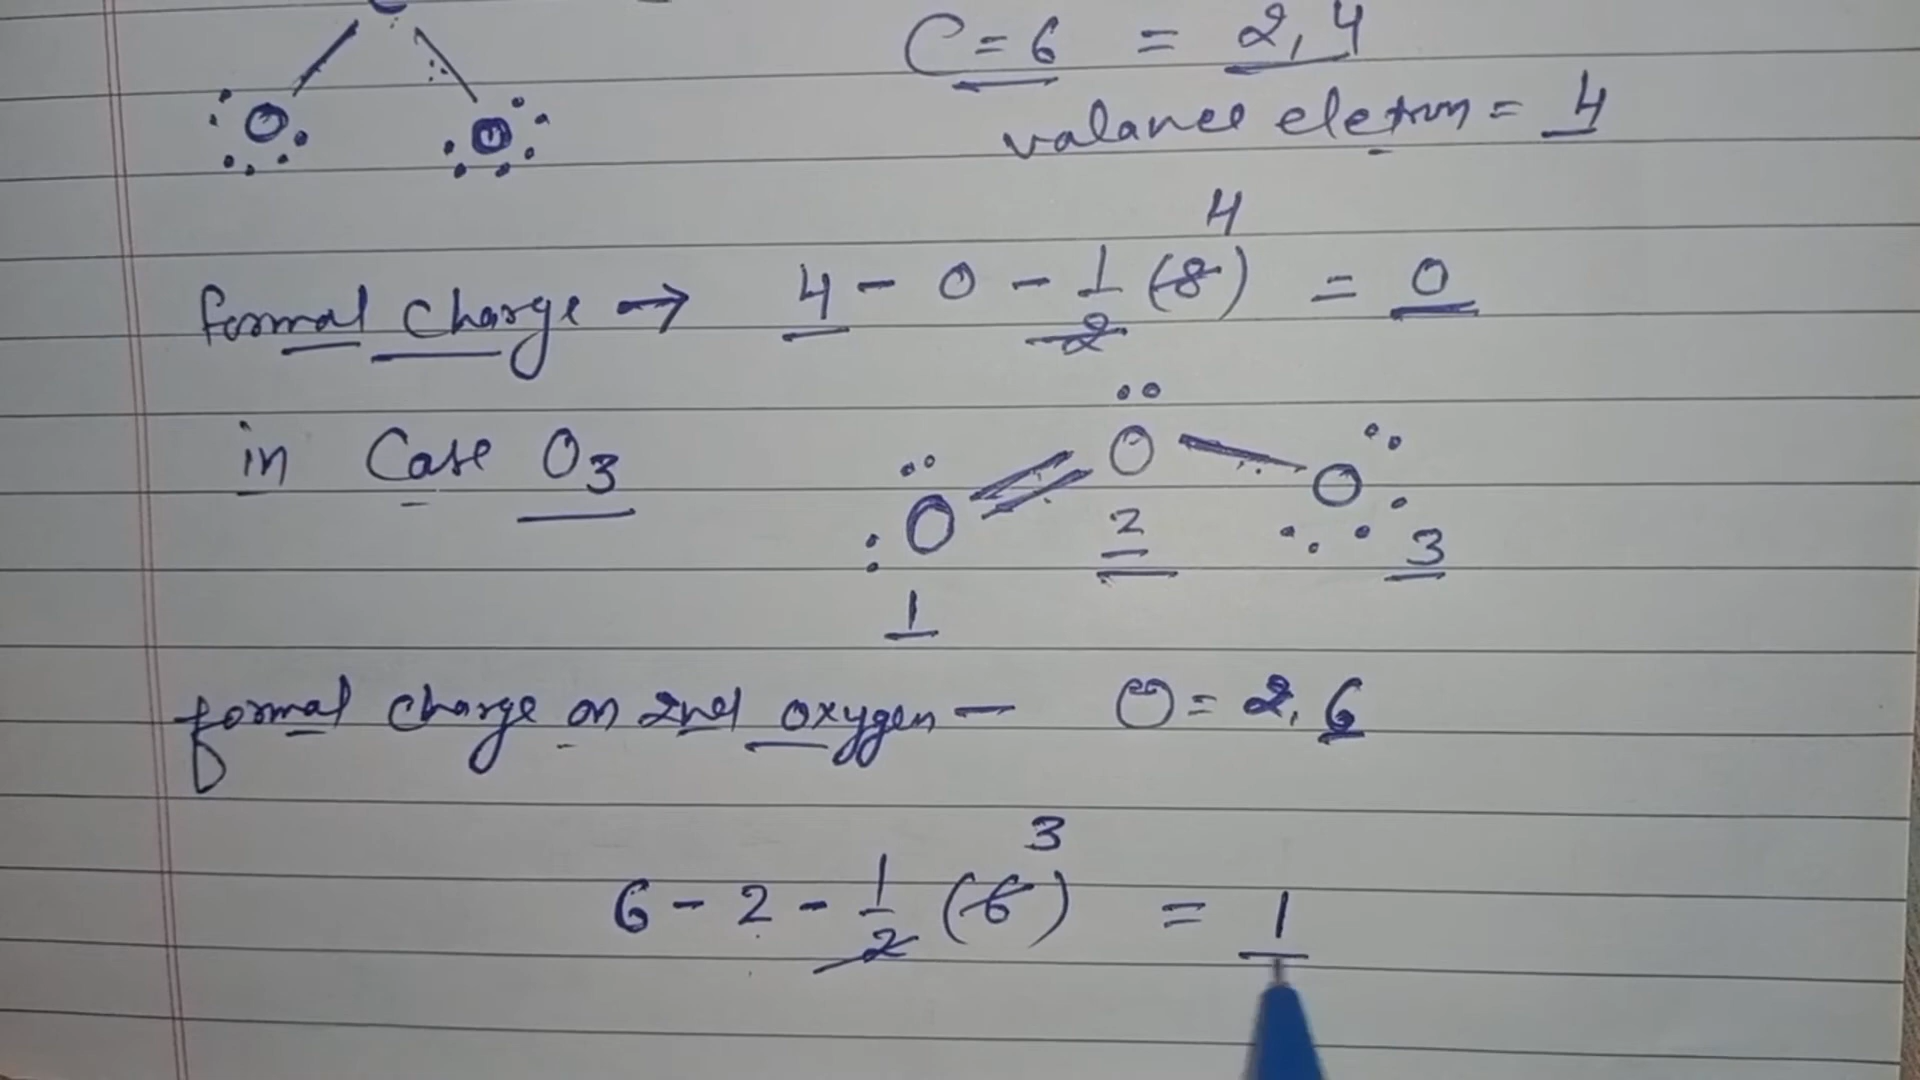 C = 6 = 2, 4
valance eletron = 4
O O
formal charge → 4 - 0 - 1/2 (8) 4 = 0
in Case O3
O O O
1 2 3
formal charge on 2nd oxygen — O = 2, 6
6 - 2 - 1/2 (6) 3 = 1